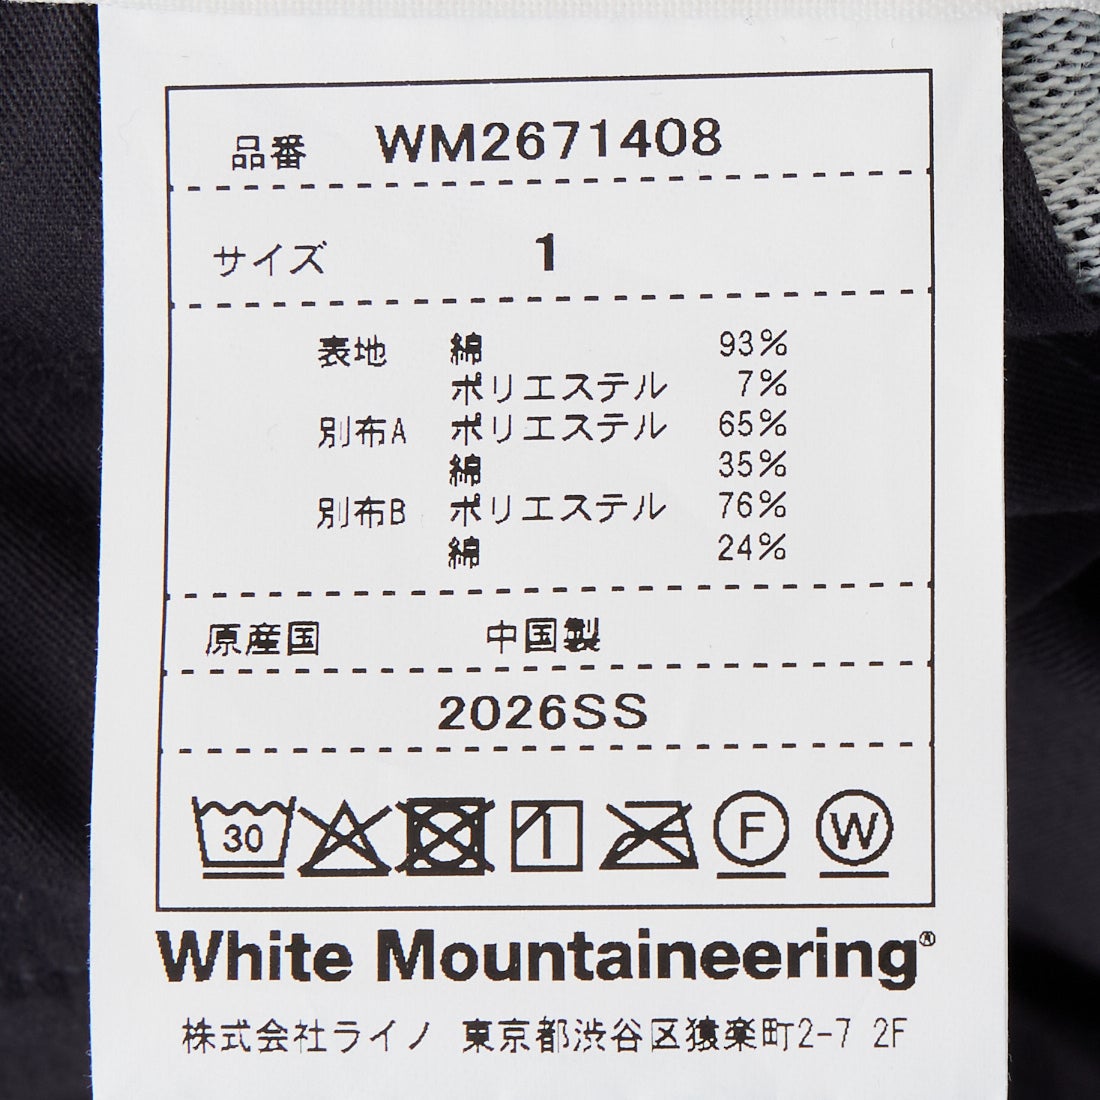 品番 WM2671408
サイズ 1
表地 綿 93%
ポリエステル 7%
別布A ポリエステル 65%
綿 35%
別布B ポリエステル 76%
綿 24%
原産国 中国製
2026SS
30 F W
White Mountaineering®
株式会社ライノ 東京都渋谷区猿楽町2-7 2F